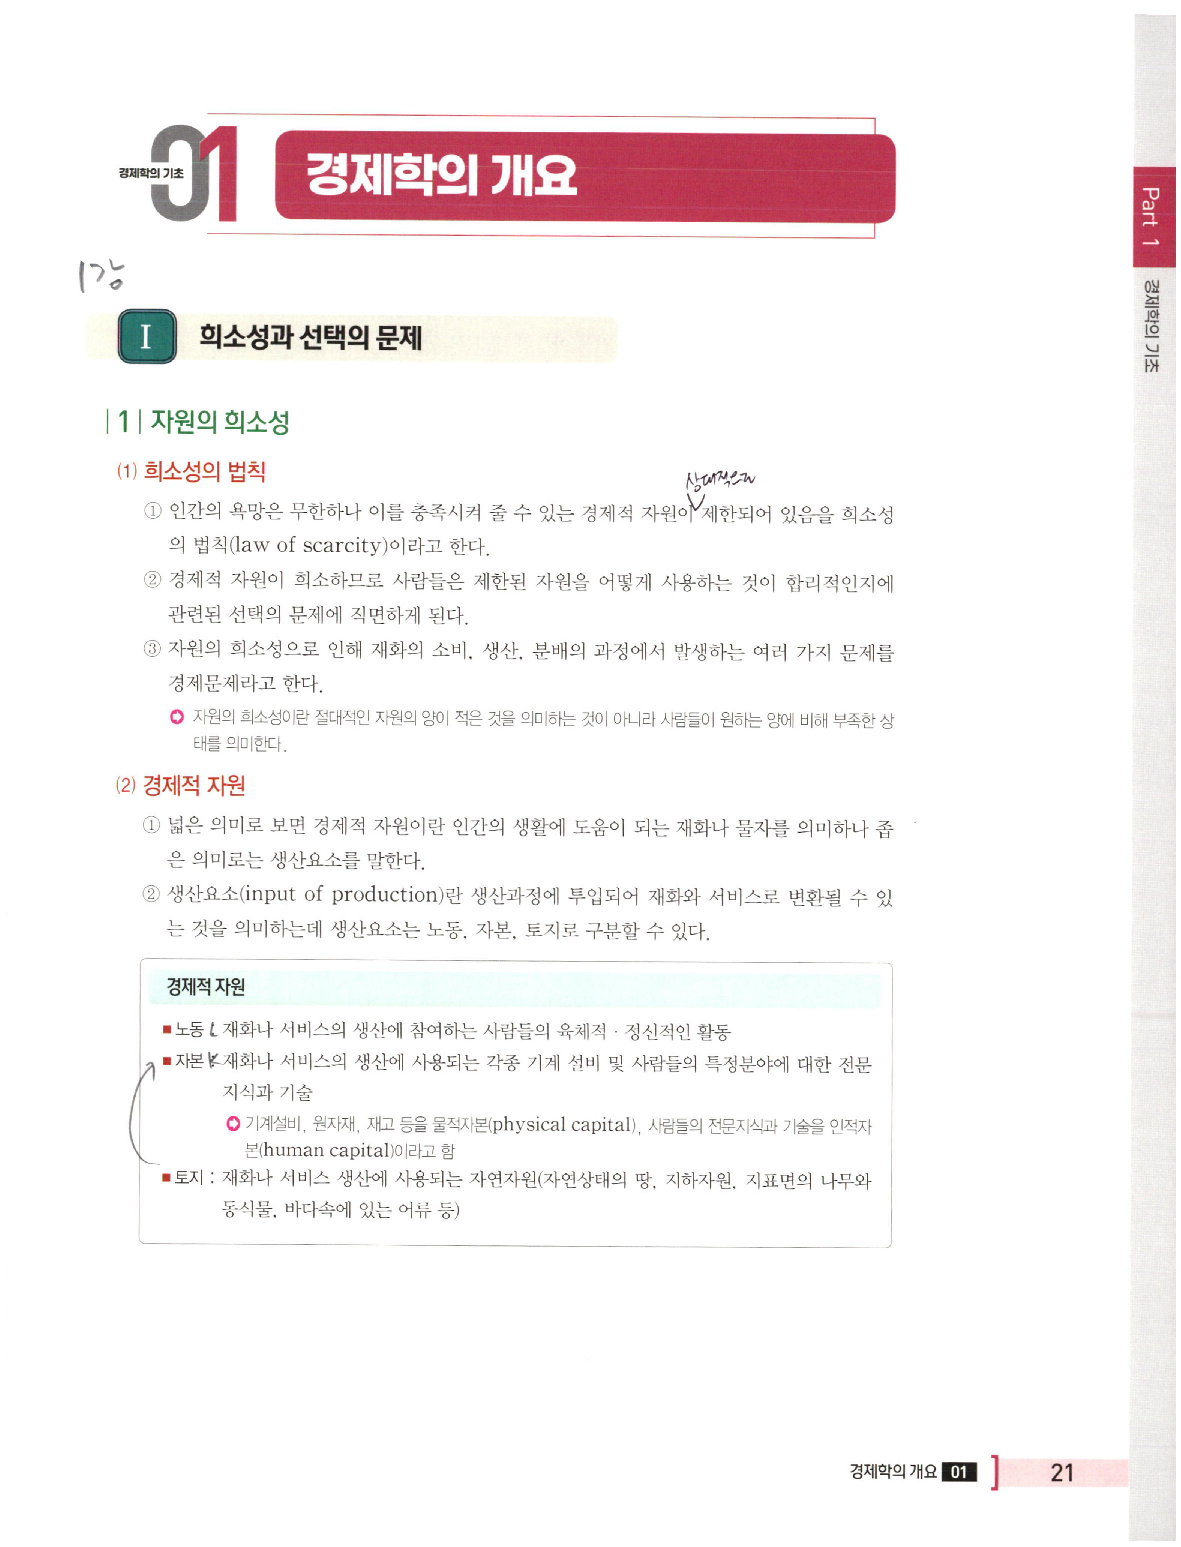 경제학의 기초
01
경제학의 개요
Part 1
경제학의 기초
1강
I 희소성과 선택의 문제
|1| 자원의 희소성
(1) 희소성의 법칙
상대적으로
① 인간의 욕망은 무한하나 이를 충족시켜 줄 수 있는 경제적 자원이 제한되어 있음을 희소성
의 법칙(law of scarcity)이라고 한다.
② 경제적 자원이 희소하므로 사람들은 제한된 자원을 어떻게 사용하는 것이 합리적인지에
관련된 선택의 문제에 직면하게 된다.
③ 자원의 희소성으로 인해 재화의 소비, 생산, 분배의 과정에서 발생하는 여러 가지 문제를
경제문제라고 한다.
자원의 희소성이란 절대적인 자원의 양이 적은 것을 의미하는 것이 아니라 사람들이 원하는 양에 비해 부족한 상
태를 의미한다.
(2) 경제적 자원
① 넓은 의미로 보면 경제적 자원이란 인간의 생활에 도움이 되는 재화나 물자를 의미하나 좁
은 의미로는 생산요소를 말한다.
② 생산요소(input of production)란 생산과정에 투입되어 재화와 서비스로 변환될 수 있
는 것을 의미하는데 생산요소는 노동, 자본, 토지로 구분할 수 있다.
경제적 자원
■ 노동 L 재화나 서비스의 생산에 참여하는 사람들의 육체적·정신적인 활동
■ 자본 K 재화나 서비스의 생산에 사용되는 각종 기계 설비 및 사람들의 특정분야에 대한 전문
지식과 기술
기계설비, 원자재, 재고 등을 물적자본(physical capital), 사람들의 전문지식과 기술을 인적자
본(human capital)이라고 함
■ 토지 : 재화나 서비스 생산에 사용되는 자연자원(자연상태의 땅, 지하자원, 지표면의 나무와
동식물, 바다속에 있는 어류 등)
경제학의 개요 01 21